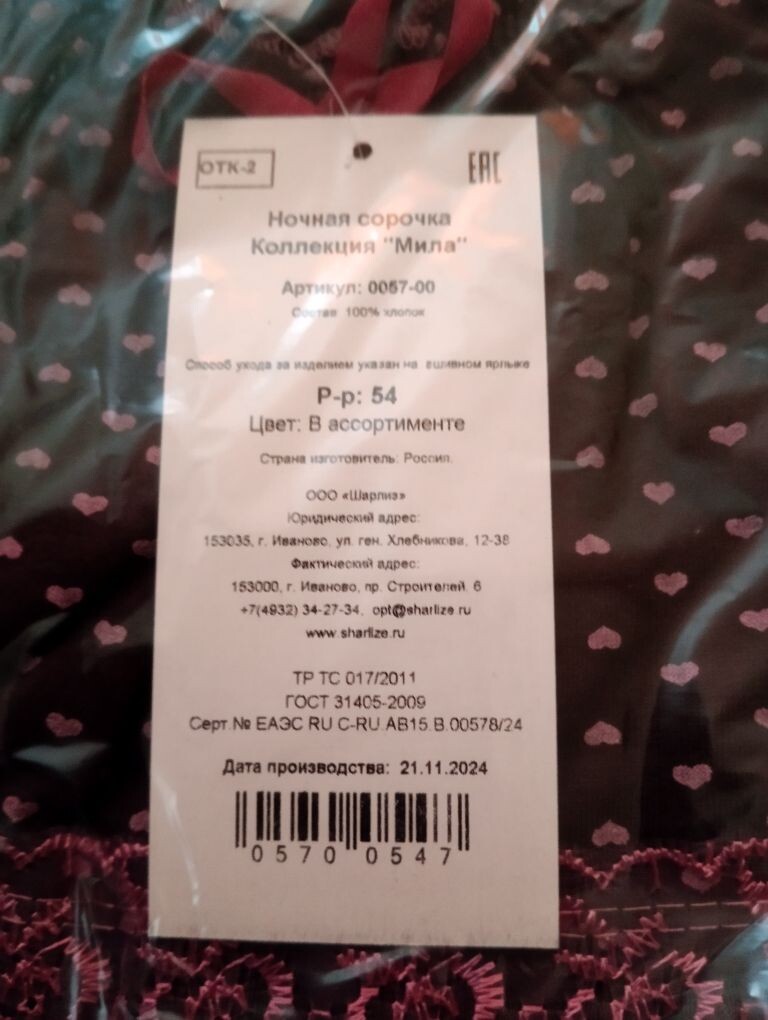 ОТК-2
ЕАС
Ночная сорочка
Коллекция "Мила"
Артикул: 0057-00
Состав 100% хлопок
Способ ухода за изделием указан на вшивном ярлыке
Р-р: 54
Цвет: В ассортименте
Страна изготовитель: Россия.
ООО «Шарлиз»
Юридический адрес:
153035, г. Иваново, ул. ген. Хлебникова, 12-38
Фактический адрес:
153000, г. Иваново, пр. Строителей 6
+7(4932) 34-27-34, opt@sharlize.ru
www.sharlize.ru
ТР ТС 017/2011
ГОСТ 31405-2009
Серт.№ ЕАЭС RU С-RU.АВ15.В.00578/24
Дата производства: 21.11.2024
0570 0547